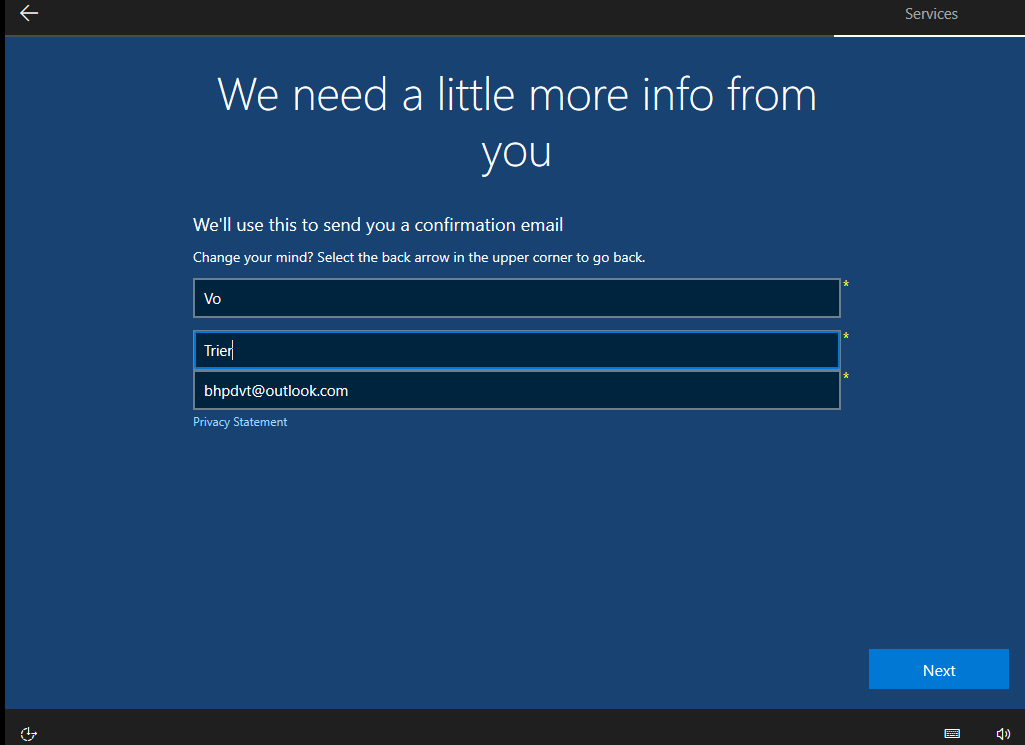 Services
We need a little more info from
you
We'll use this to send you a confirmation email
Change your mind? Select the back arrow in the upper corner to go back.
Vo
*
Trier
*
bhpdvt@outlook.com
*
Privacy Statement
Next